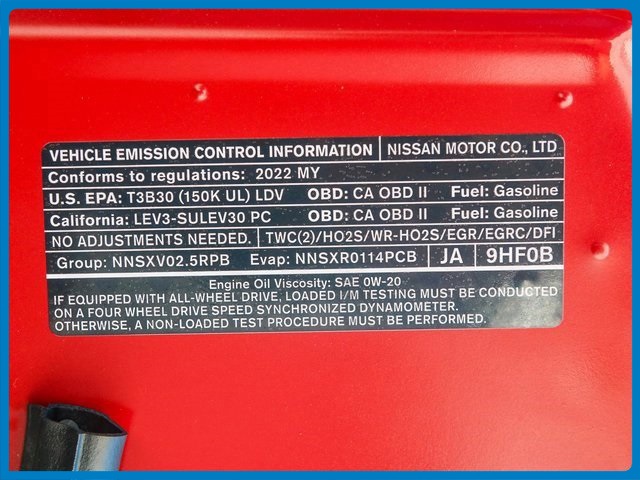 VEHICLE EMISSION CONTROL INFORMATION NISSAN MOTOR CO., LTD
Conforms to regulations: 2022 MY
U.S. EPA: T3B30 (150K UL) LDV OBD: CA OBD II Fuel: Gasoline
California: LEV3-SULEV30 PC OBD: CA OBD II Fuel: Gasoline
NO ADJUSTMENTS NEEDED. TWC(2)/HO2S/WR-HO2S/EGR/EGRC/DFI
Group: NNSXV02.5RPB Evap: NNSXR0114PCB JA 9HF0B
Engine Oil Viscosity: SAE 0W-20
IF EQUIPPED WITH ALL-WHEEL DRIVE, LOADED I/M TESTING MUST BE CONDUCTED
ON A FOUR WHEEL DRIVE SPEED SYNCHRONIZED DYNAMOMETER.
OTHERWISE, A NON-LOADED TEST PROCEDURE MUST BE PERFORMED.